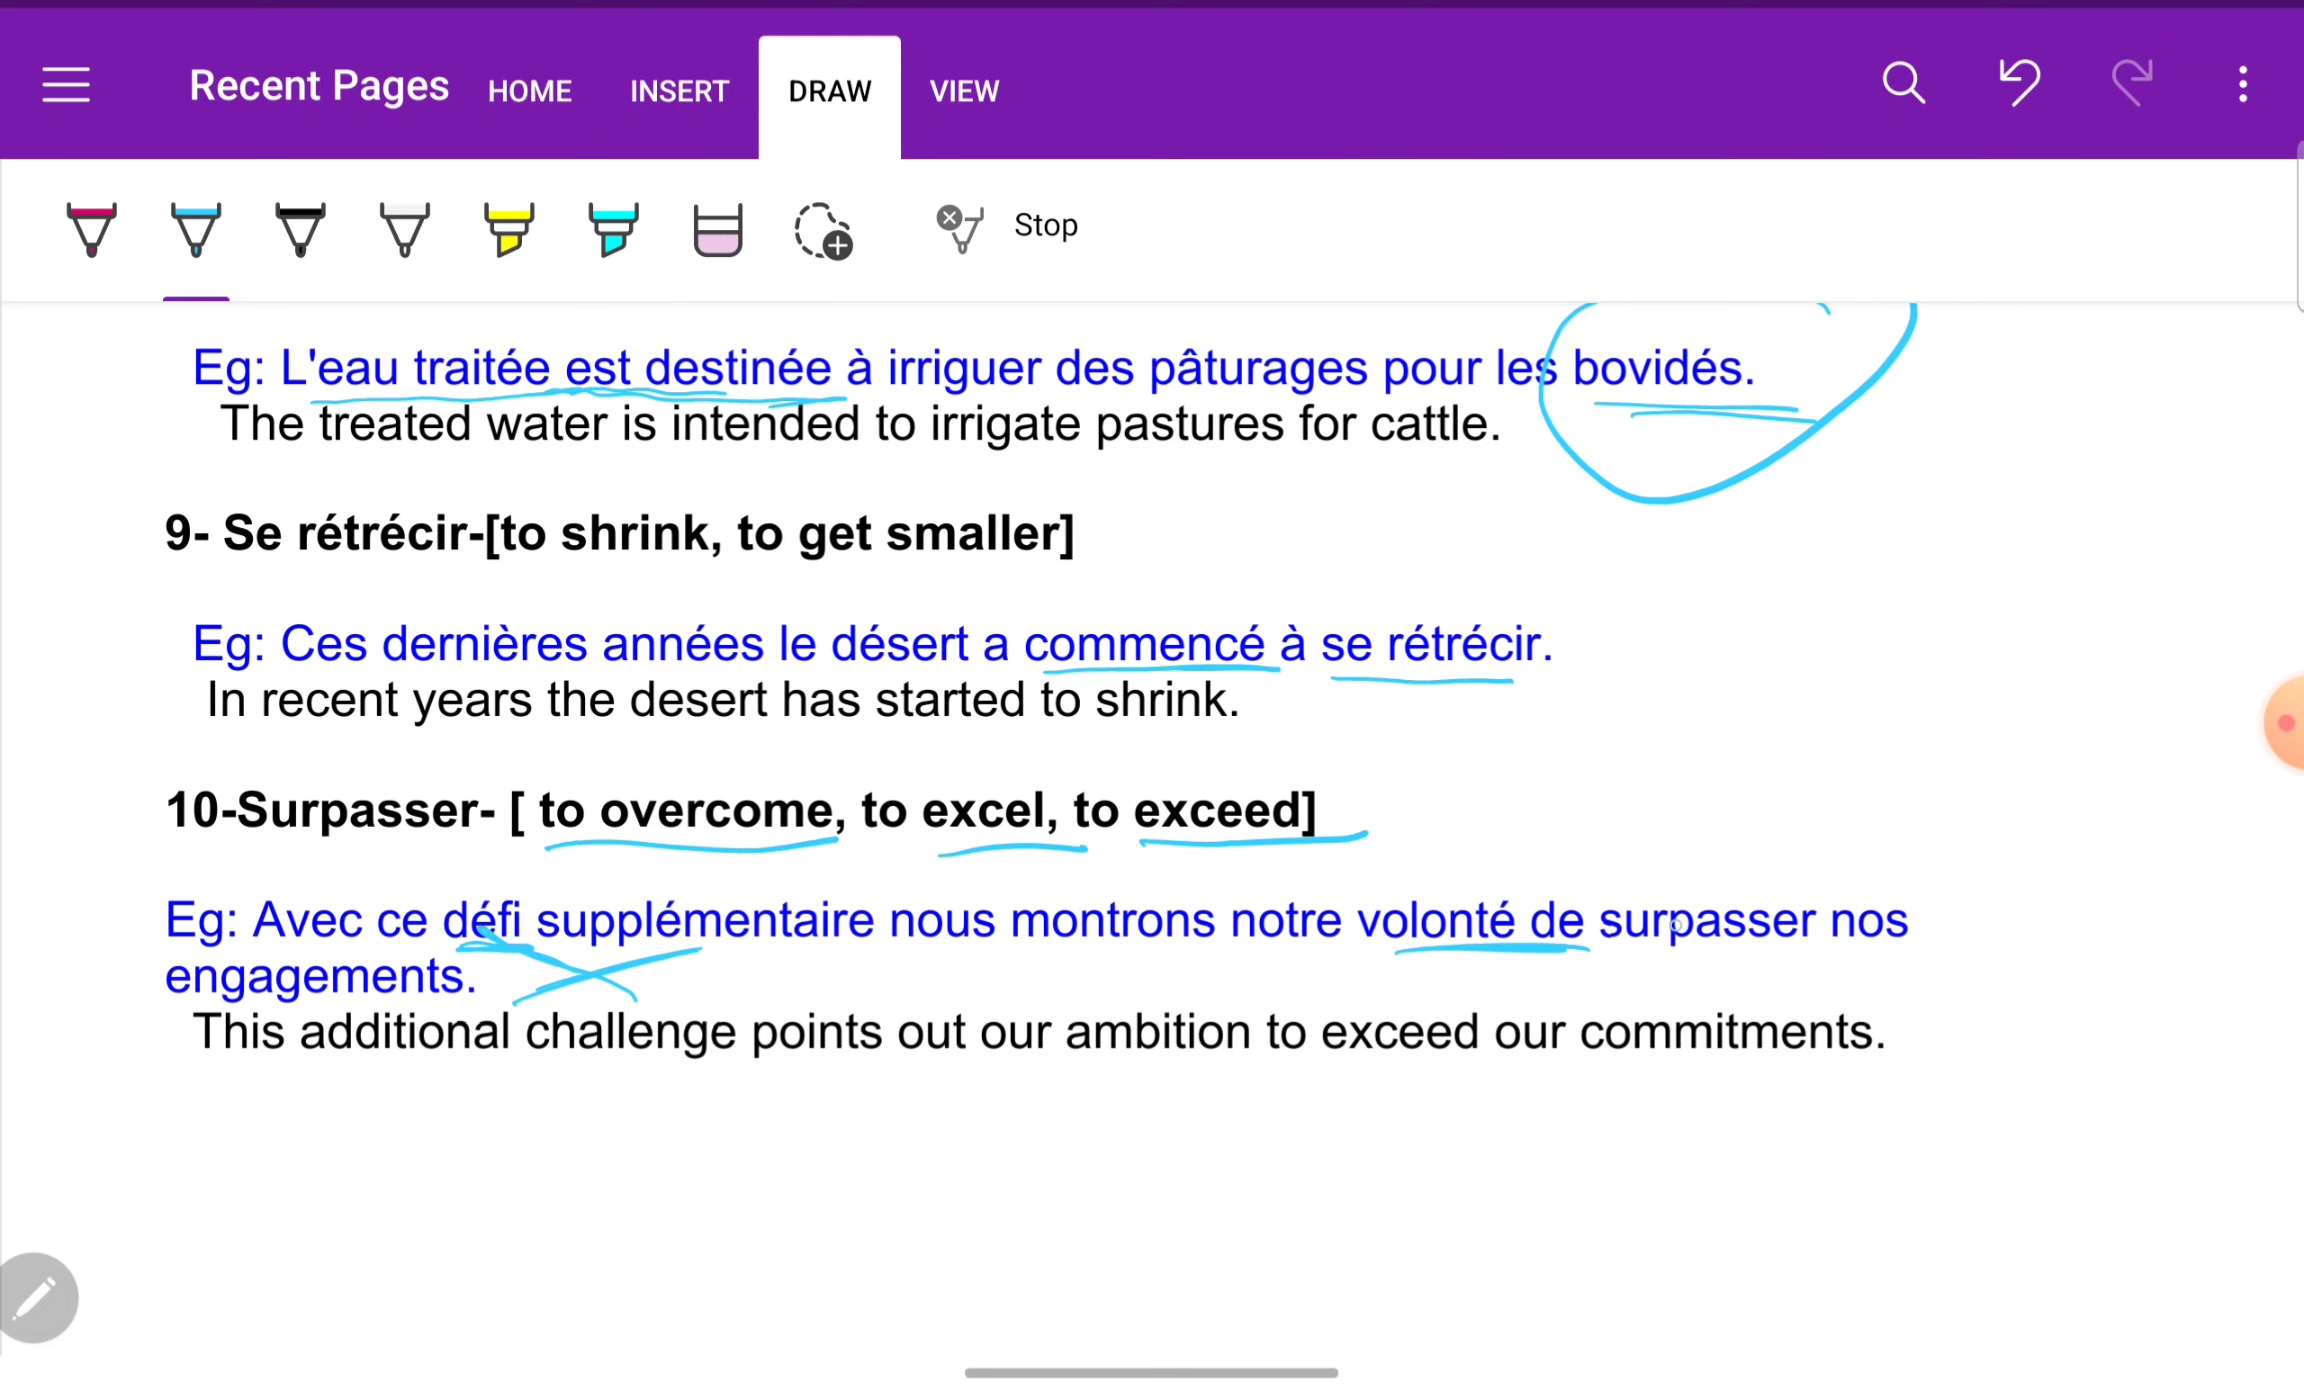 Recent Pages HOME INSERT DRAW VIEW
Stop
Eg: L'eau traitée est destinée à irriguer des pâturages pour les bovidés.
The treated water is intended to irrigate pastures for cattle.
9- Se rétrécir-[to shrink, to get smaller]
Eg: Ces dernières années le désert a commencé à se rétrécir.
In recent years the desert has started to shrink.
10-Surpasser- [ to overcome, to excel, to exceed]
Eg: Avec ce défi supplémentaire nous montrons notre volonté de surpasser nos
engagements.
This additional challenge points out our ambition to exceed our commitments.